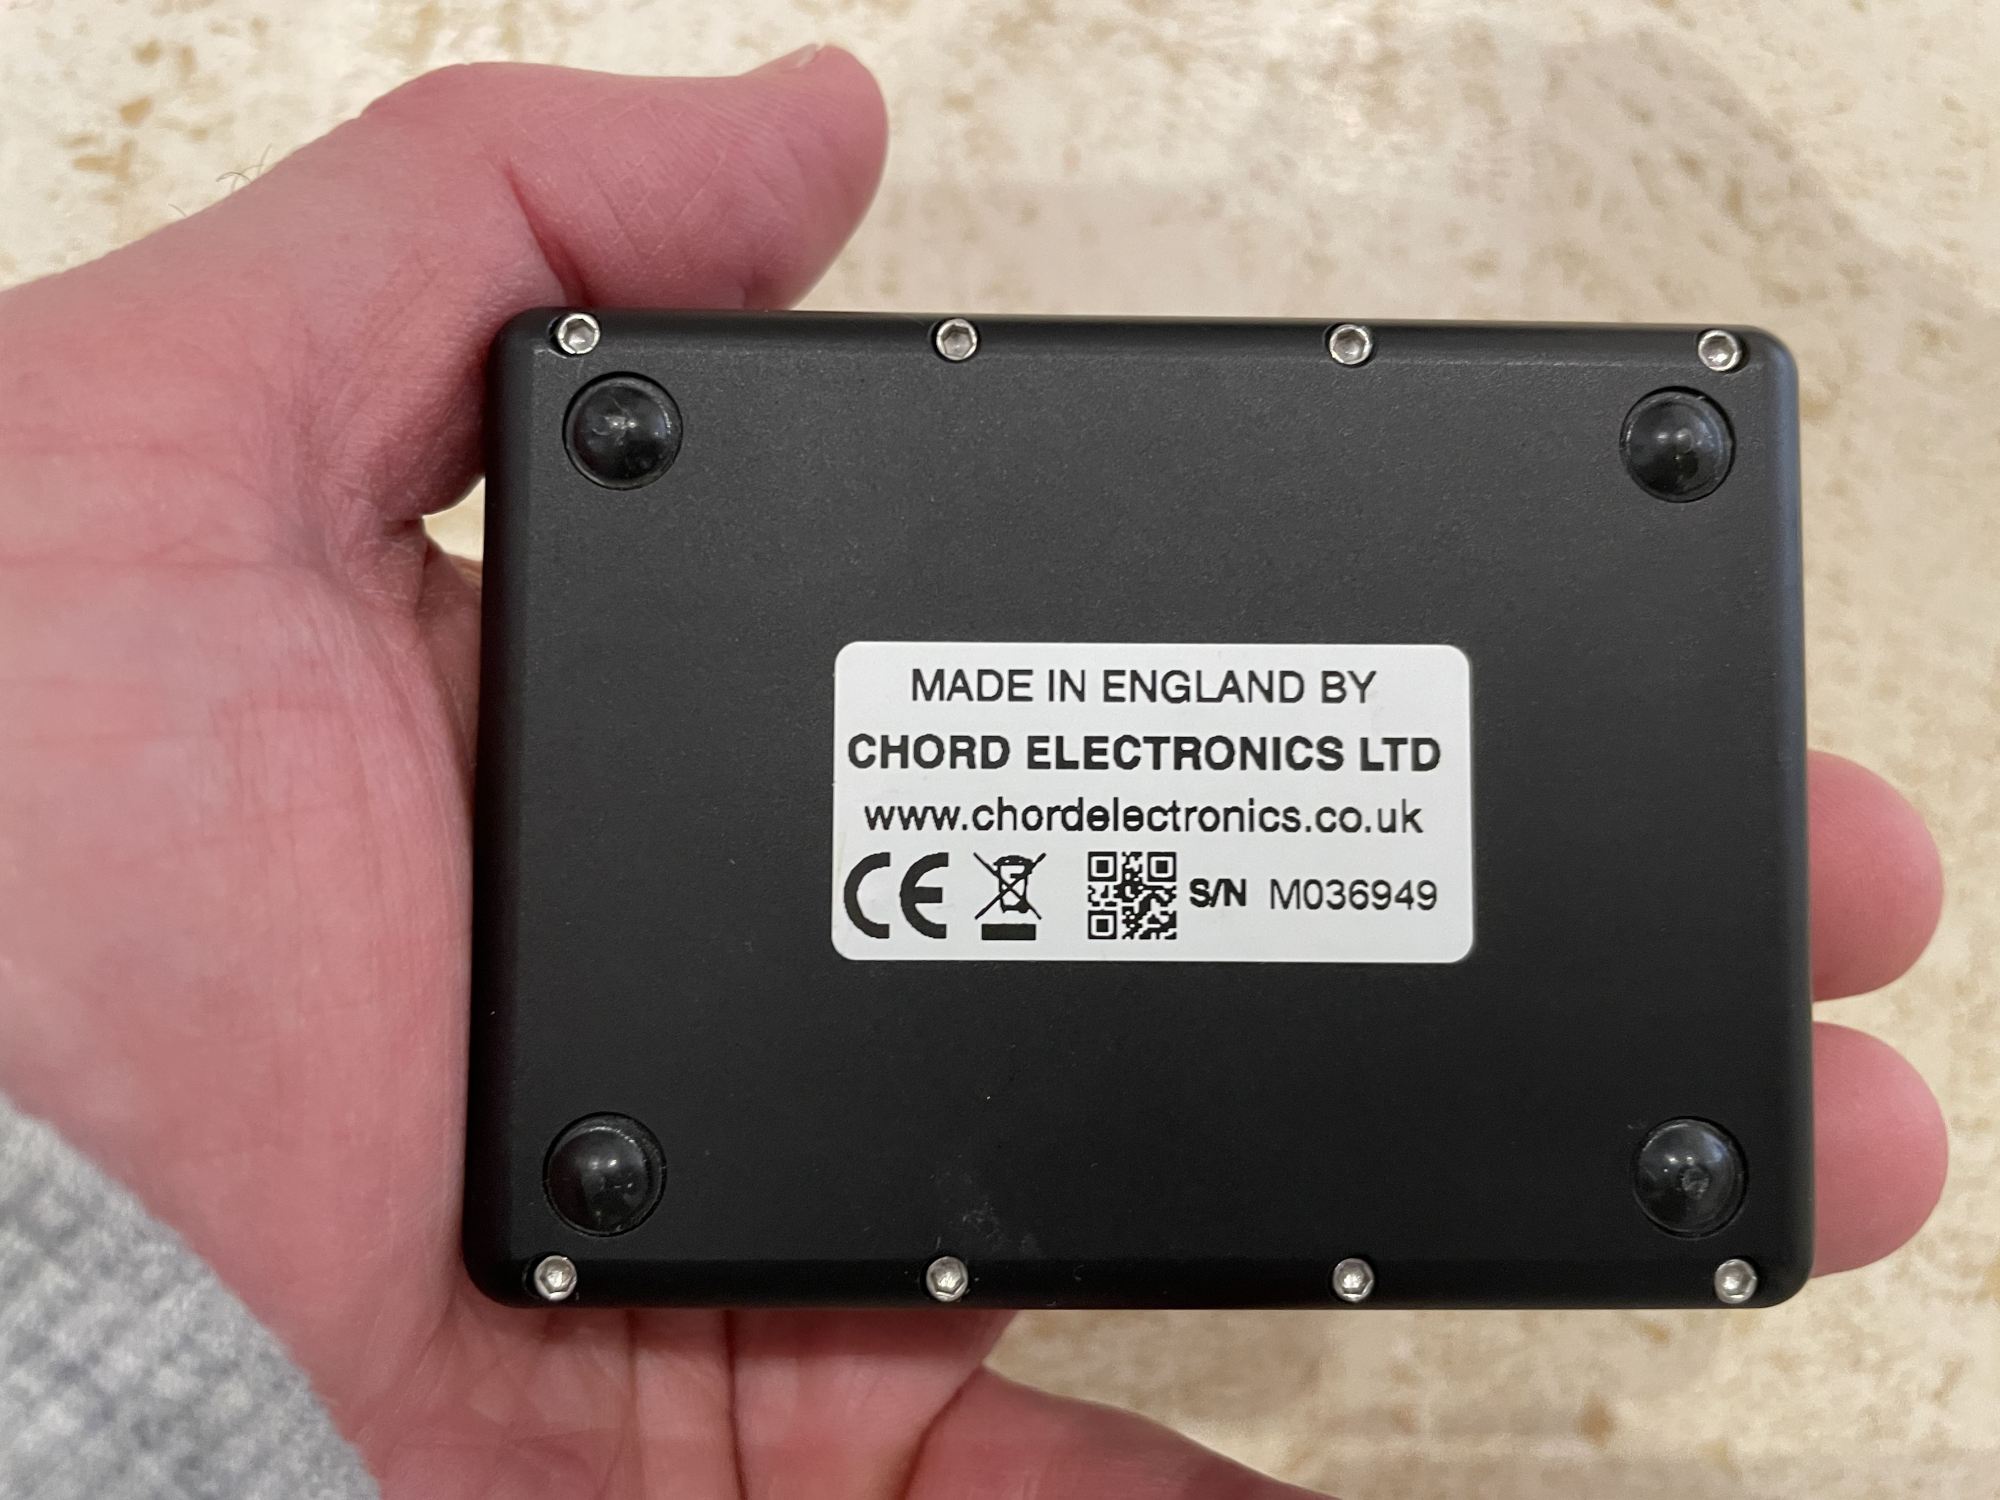 MADE IN ENGLAND BY
CHORD ELECTRONICS LTD
www.chordelectronics.co.uk
CE S/N M036949